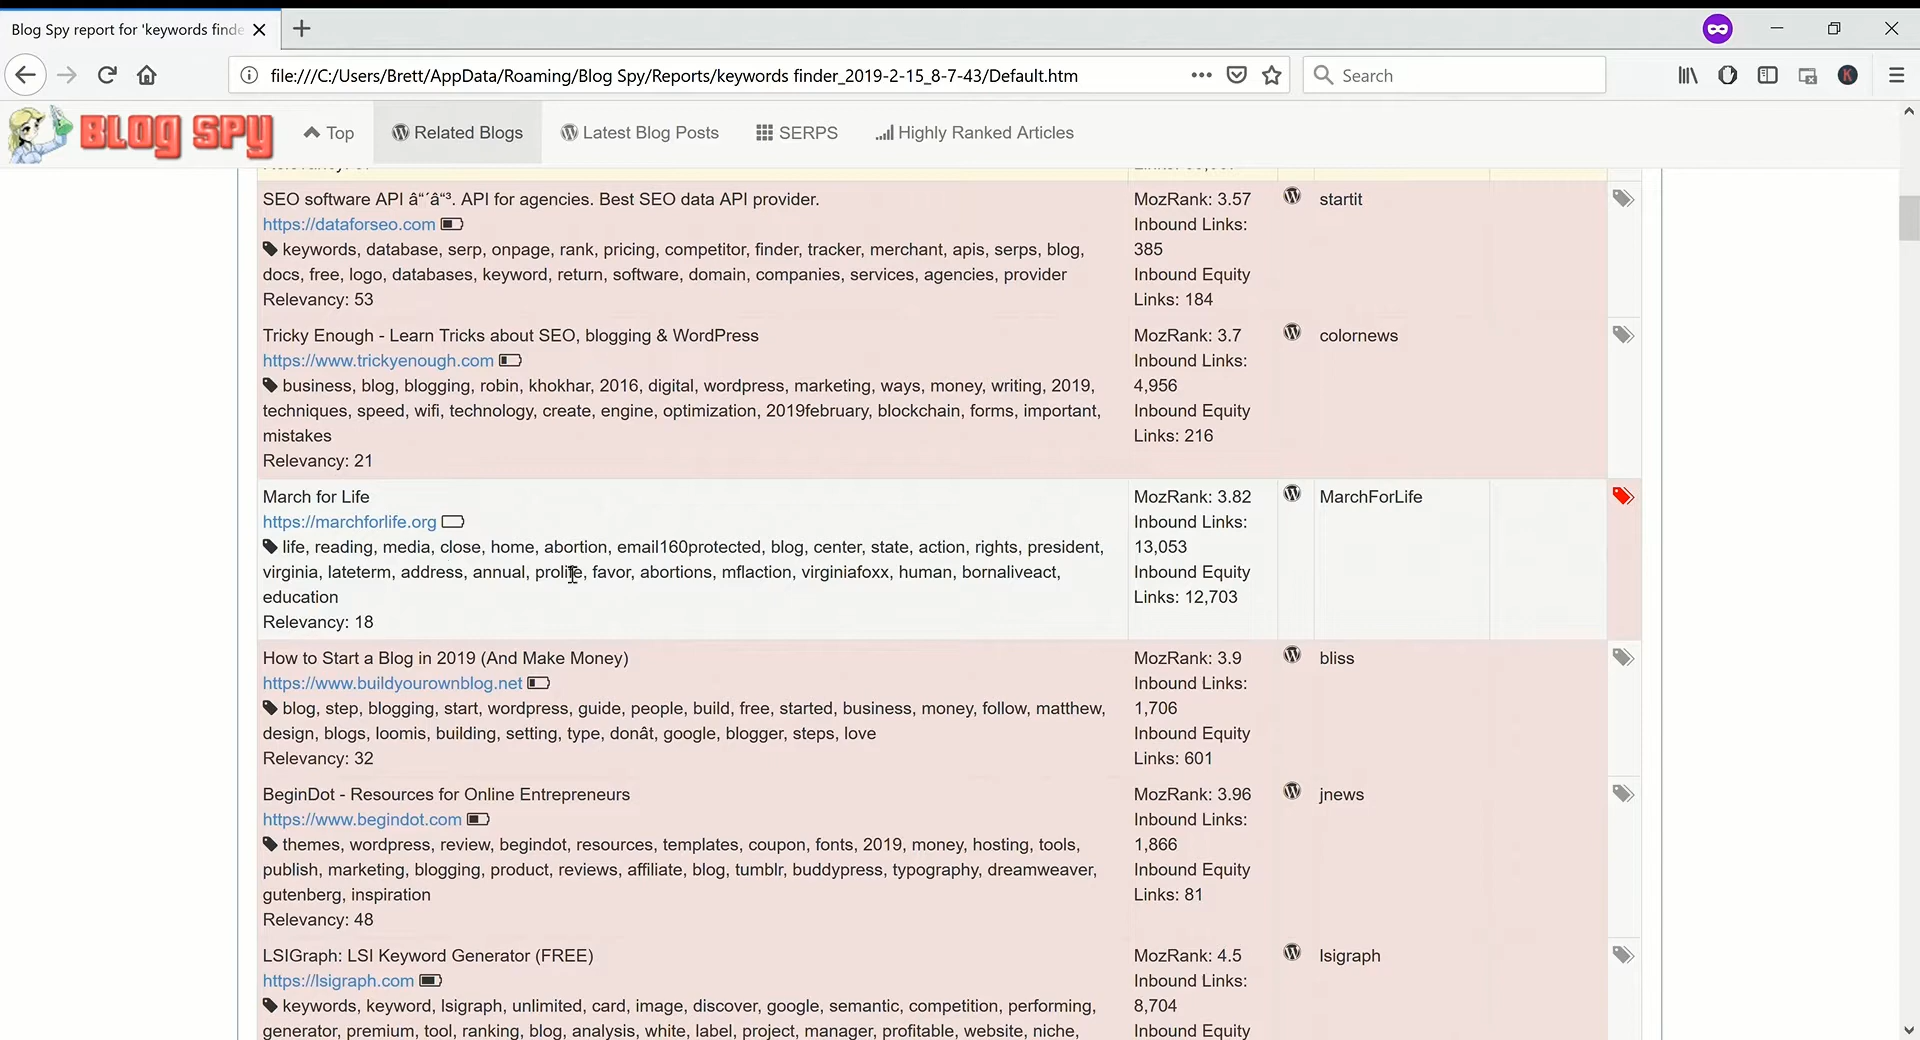 Blog Spy report for 'keywords finde
file:///C:/Users/Brett/AppData/Roaming/Blog Spy/Reports/keywords finder_2019-2-15_8-7-43/Default.htm
Search
K
BLOG SPY
Top
Related Blogs
Latest Blog Posts
SERPS
Highly Ranked Articles
SEO software API â“´â“³. API for agencies. Best SEO data API provider.
https://dataforseo.com
keywords, database, serp, onpage, rank, pricing, competitor, finder, tracker, merchant, apis, serps, blog,
docs, free, logo, databases, keyword, return, software, domain, companies, services, agencies, provider
Relevancy: 53
MozRank: 3.57
Inbound Links:
385
Inbound Equity
Links: 184
startit
Tricky Enough - Learn Tricks about SEO, blogging & WordPress
https://www.trickyenough.com
business, blog, blogging, robin, khokhar, 2016, digital, wordpress, marketing, ways, money, writing, 2019,
techniques, speed, wifi, technology, create, engine, optimization, 2019february, blockchain, forms, important,
mistakes
Relevancy: 21
MozRank: 3.7
Inbound Links:
4,956
Inbound Equity
Links: 216
colornews
March for Life
https://marchforlife.org
life, reading, media, close, home, abortion, email160protected, blog, center, state, action, rights, president,
virginia, lateterm, address, annual, prolife, favor, abortions, mflaction, virginiafoxx, human, bornaliveact,
education
Relevancy: 18
MozRank: 3.82
Inbound Links:
13,053
Inbound Equity
Links: 12,703
MarchForLife
How to Start a Blog in 2019 (And Make Money)
https://www.buildyourownblog.net
blog, step, blogging, start, wordpress, guide, people, build, free, started, business, money, follow, matthew,
design, blogs, loomis, building, setting, type, donât, google, blogger, steps, love
Relevancy: 32
MozRank: 3.9
Inbound Links:
1,706
Inbound Equity
Links: 601
bliss
BeginDot - Resources for Online Entrepreneurs
https://www.begindot.com
themes, wordpress, review, begindot, resources, templates, coupon, fonts, 2019, money, hosting, tools,
publish, marketing, blogging, product, reviews, affiliate, blog, tumblr, buddypress, typography, dreamweaver,
gutenberg, inspiration
Relevancy: 48
MozRank: 3.96
Inbound Links:
1,866
Inbound Equity
Links: 81
jnews
LSIGraph: LSI Keyword Generator (FREE)
https://lsigraph.com
keywords, keyword, lsigraph, unlimited, card, image, discover, google, semantic, competition, performing,
generator, premium, tool, ranking, blog, analysis, white, label, project, manager, profitable, website, niche,
MozRank: 4.5
Inbound Links:
8,704
Inbound Equity
lsigraph